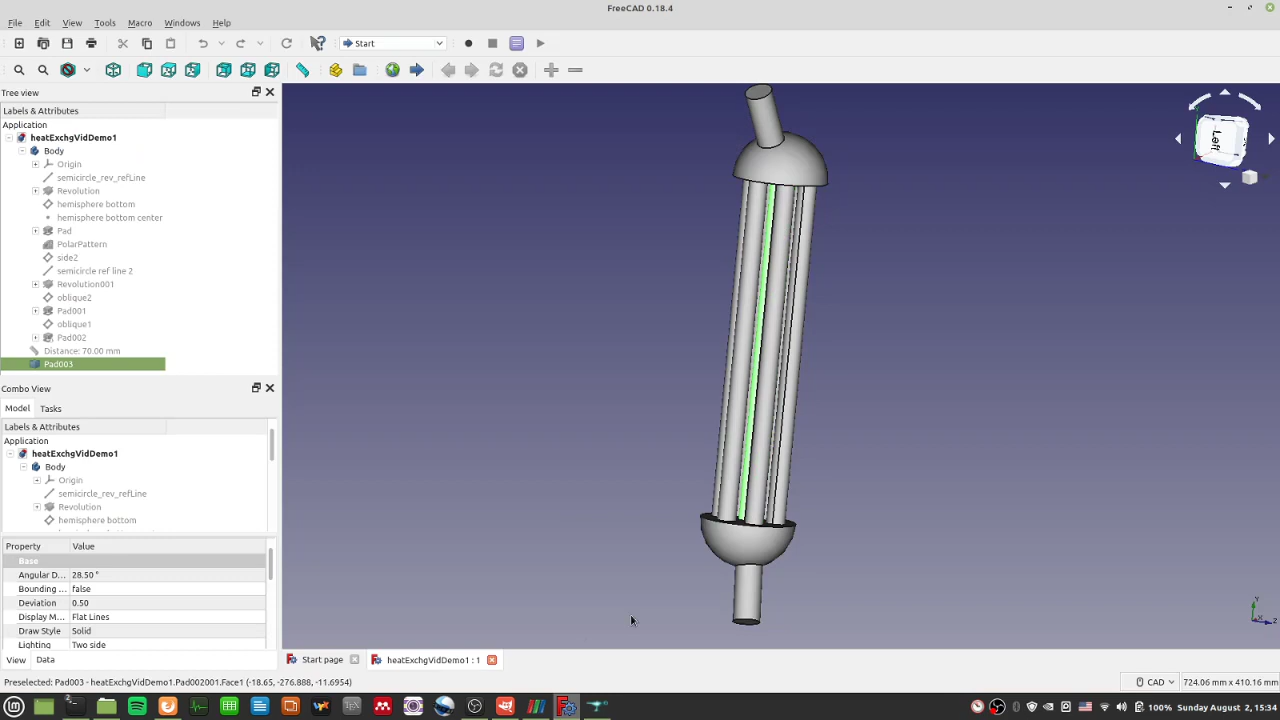 FreeCAD 0.18.4
File Edit View Tools Macro Windows Help
Start
Tree view
Labels & Attributes
Application
heatExchgVidDemo1
Body
Origin
semicircle_rev_refLine
Revolution
hemisphere bottom
hemisphere bottom center
Pad
PolarPattern
side2
semicircle ref line 2
Revolution001
oblique2
Pad001
oblique1
Pad002
Distance: 70.00 mm
Pad003
Combo View
Model Tasks
Labels & Attributes
Application
heatExchgVidDemo1
Body
Origin
semicircle_rev_refLine
Revolution
hemisphere bottom
Property Value
Base
Angular D... 28.50 °
Bounding ... false
Deviation 0.50
Display M... Flat Lines
Draw Style Solid
Lighting Two side
View Data
Left
Y
Z
Start page heatExchgVidDemo1 : 1
Preselected: Pad003 - heatExchgVidDemo1.Pad002001.Face1 (-18.65, -276.888, -11.6954)
CAD 724.06 mm x 410.16 mm
100% Sunday August 2, 15:34